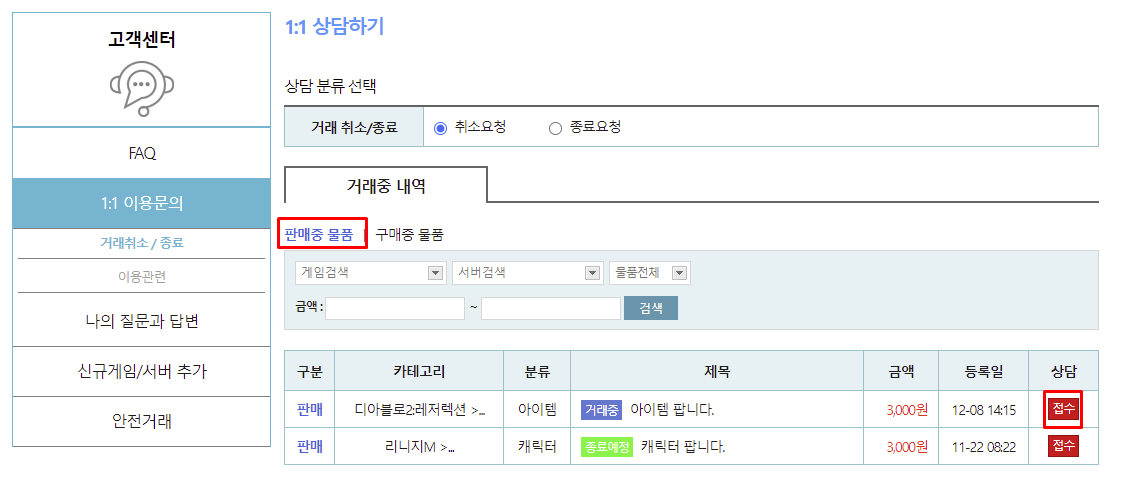 고객센터
FAQ
1:1 이용문의
거래취소 / 종료
이용관련
나의 질문과 답변
신규게임/서버 추가
안전거래
1:1 상담하기
상담 분류 선택
거래 취소/종료 취소요청 종료요청
거래중 내역
판매중 물품 | 구매중 물품
게임검색 서버검색 물품전체
금액 : ~ 검색
구분 카테고리 분류 제목 금액 등록일 상담
판매 디아블로2:레저렉션 >... 아이템 거래중 아이템 팝니다. 3,000원 12-08 14:15 접수
판매 리니지M >... 캐릭터 종료예정 캐릭터 팝니다. 3,000원 11-22 08:22 접수